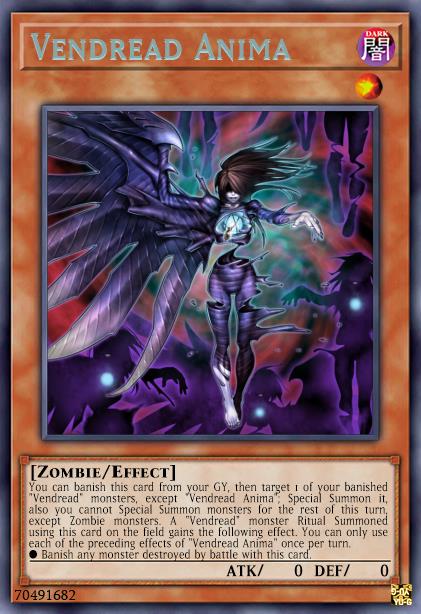 VENDREAD ANIMA
DARK
闇
[ZOMBIE/EFFECT]
You can banish this card from your GY, then target 1 of your banished
"Vendread" monsters, except "Vendread Anima"; Special Summon it,
also you cannot Special Summon monsters for the rest of this turn,
except Zombie monsters. A "Vendread" monster Ritual Summoned
using this card on the field gains the following effect. You can only use
each of the preceding effects of "Vendread Anima" once per turn.
● Banish any monster destroyed by battle with this card.
ATK/ 0 DEF/ 0
70491682